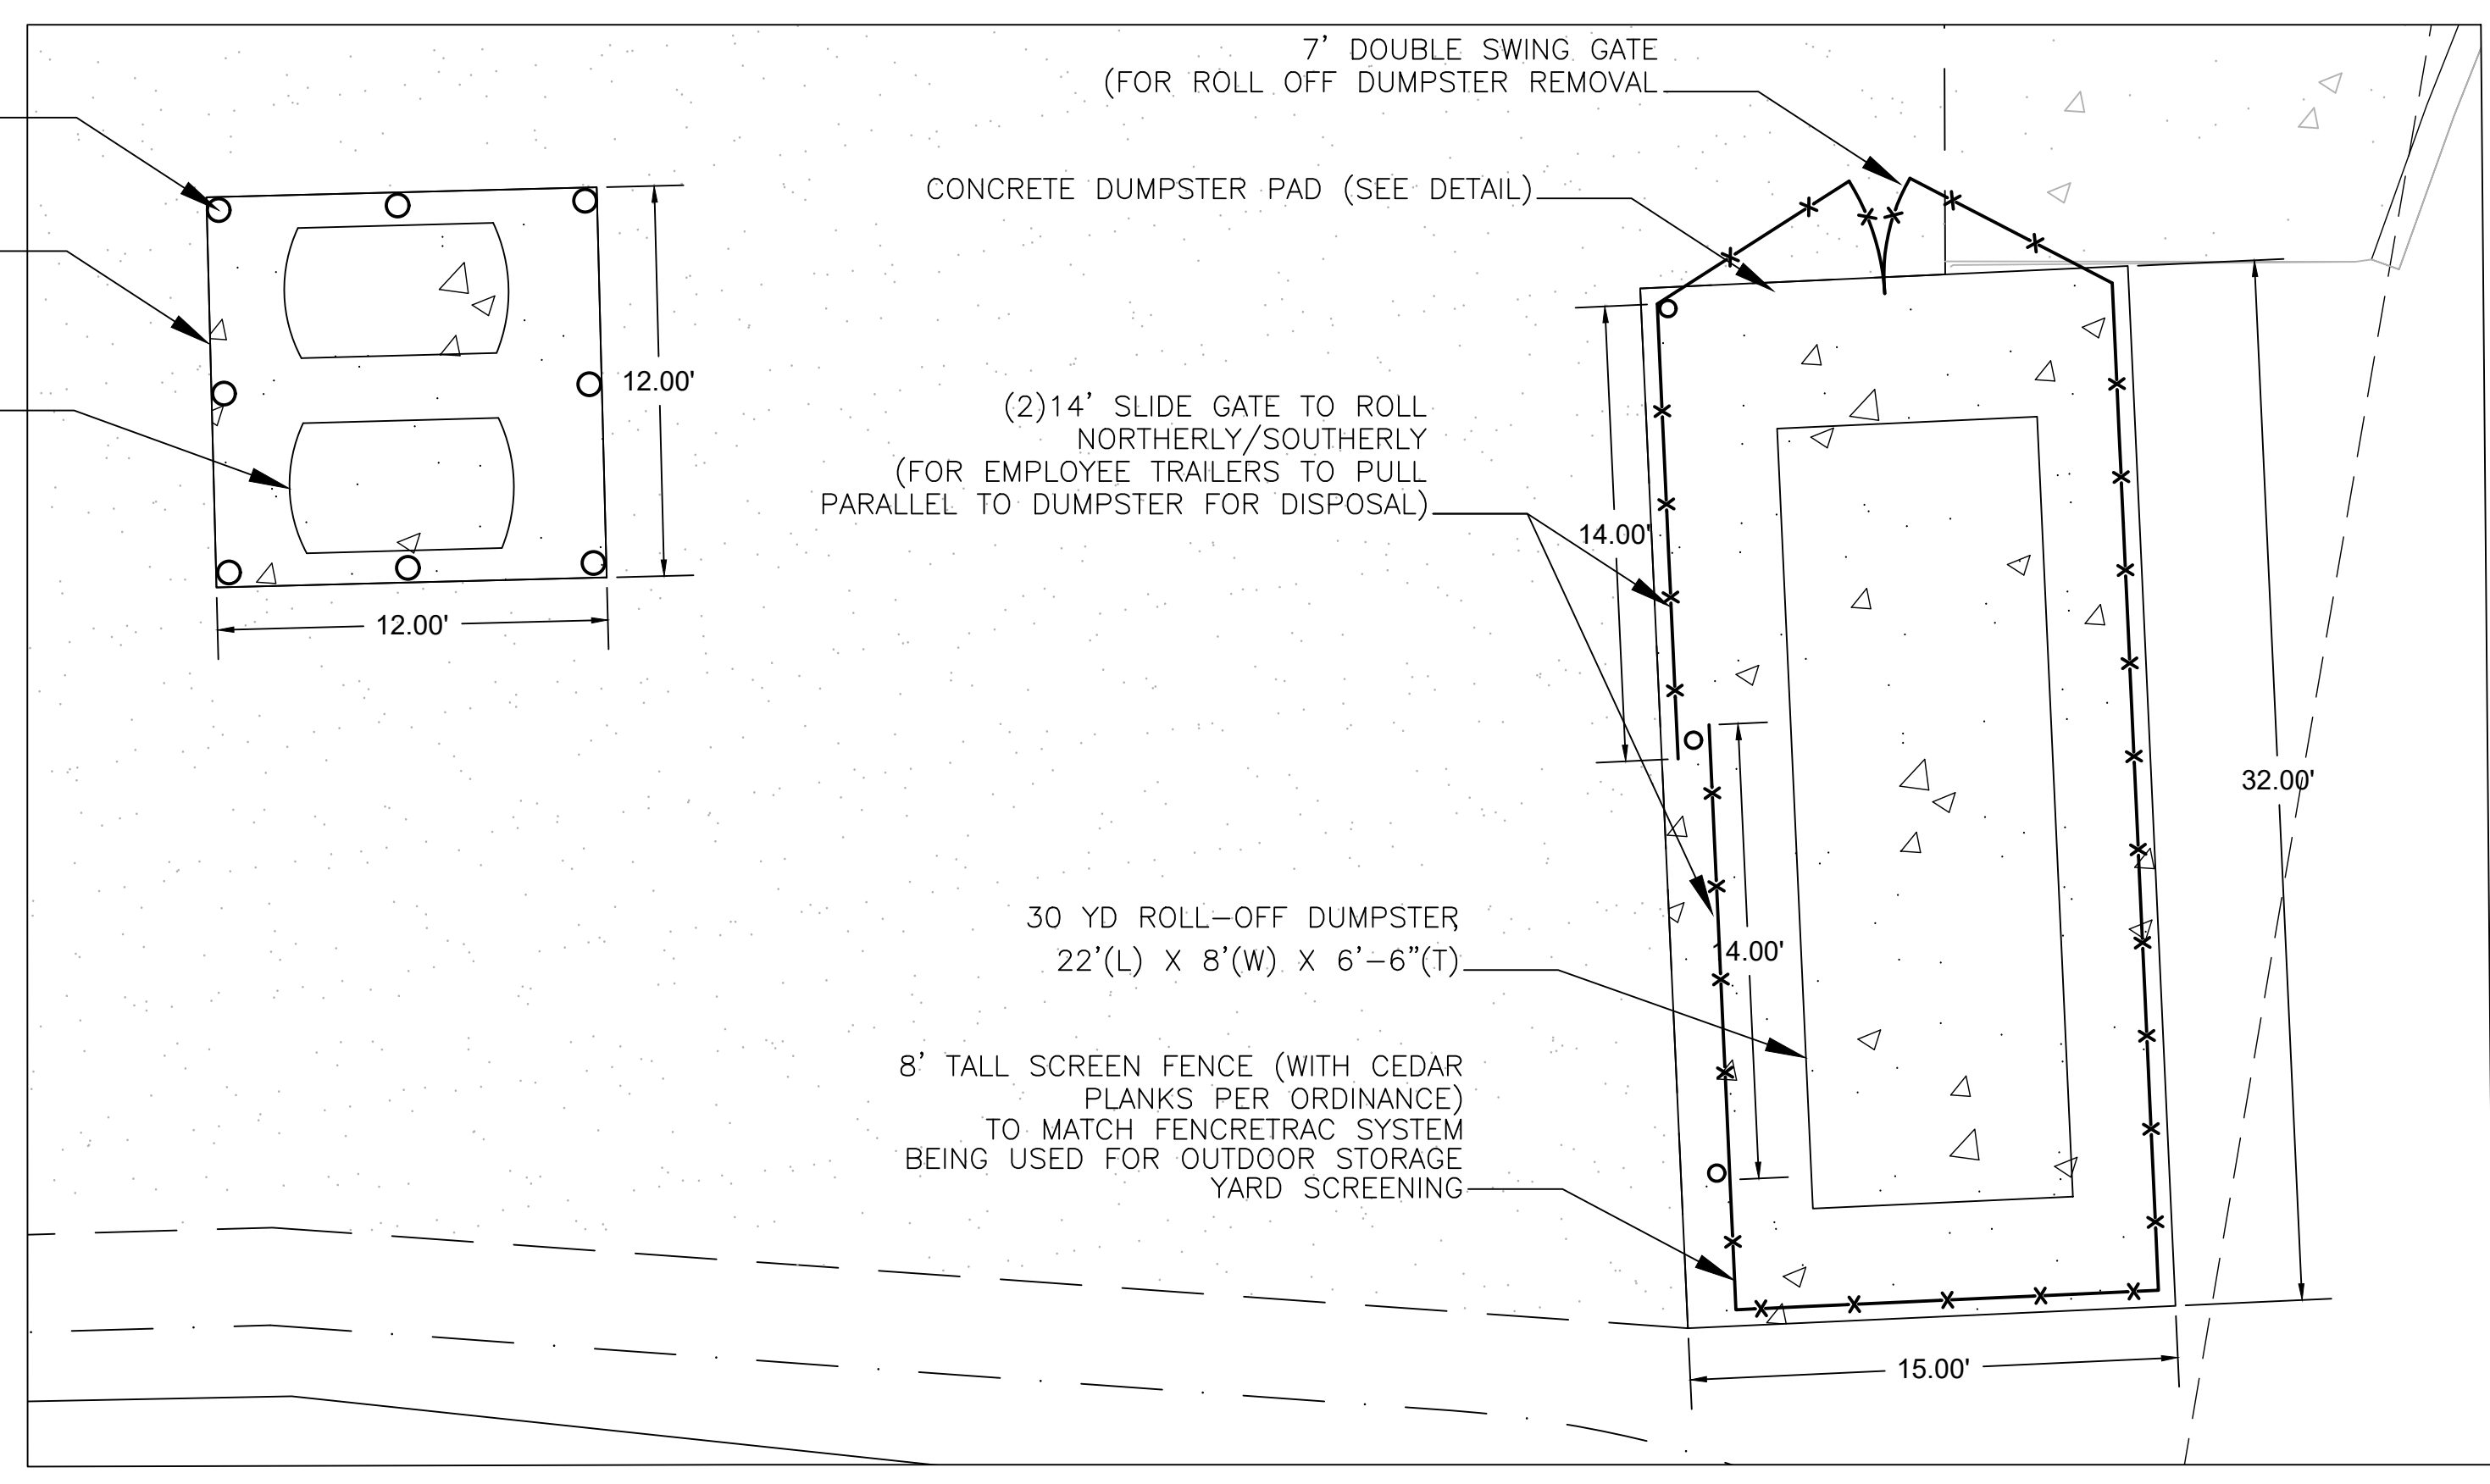 7' DOUBLE SWING GATE
(FOR ROLL OFF DUMPSTER REMOVAL
CONCRETE DUMPSTER PAD (SEE DETAIL)
12.00'
12.00'
(2)14' SLIDE GATE TO ROLL
NORTHERLY/SOUTHERLY
(FOR EMPLOYEE TRAILERS TO PULL
PARALLEL TO DUMPSTER FOR DISPOSAL)
14.00'
32.00'
30 YD ROLL-OFF DUMPSTER,
22'(L) X 8'(W) X 6'-6"(T)
14.00'
8' TALL SCREEN FENCE (WITH CEDAR
PLANKS PER ORDINANCE)
TO MATCH FENCRETRAC SYSTEM
BEING USED FOR OUTDOOR STORAGE
YARD SCREENING
15.00'